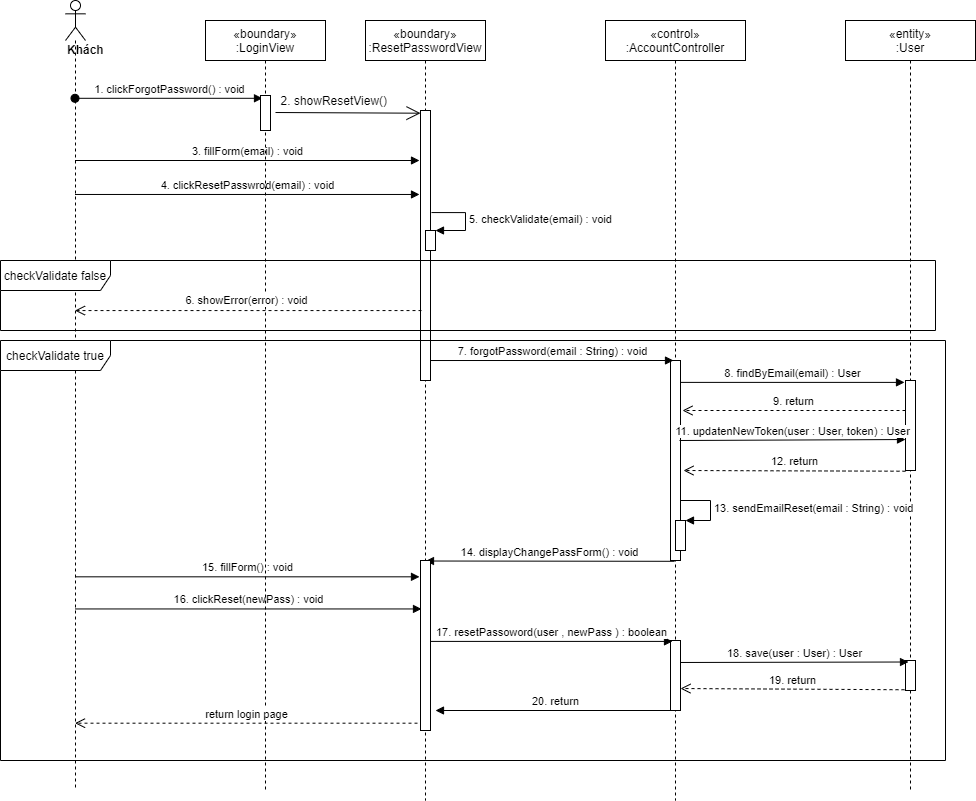 «boundary»
:LoginView
«boundary»
:ResetPasswordView
«control»
:AccountController
«entity»
:User
Khách
1. clickForgotPassword() : void
2. showResetView()
3. fillForm(email) : void
4. clickResetPasswrod(email) : void
5. checkValidate(email) : void
checkValidate false
6. showError(error) : void
checkValidate true
7. forgotPassword(email : String) : void
8. findByEmail(email) : User
9. return
11. updatenNewToken(user : User, token) : User
12. return
13. sendEmailReset(email : String) : void
14. displayChangePassForm() : void
15. fillForm() : void
16. clickReset(newPass) : void
17. resetPassoword(user , newPass ) : boolean
18. save(user : User) : User
19. return
20. return
return login page